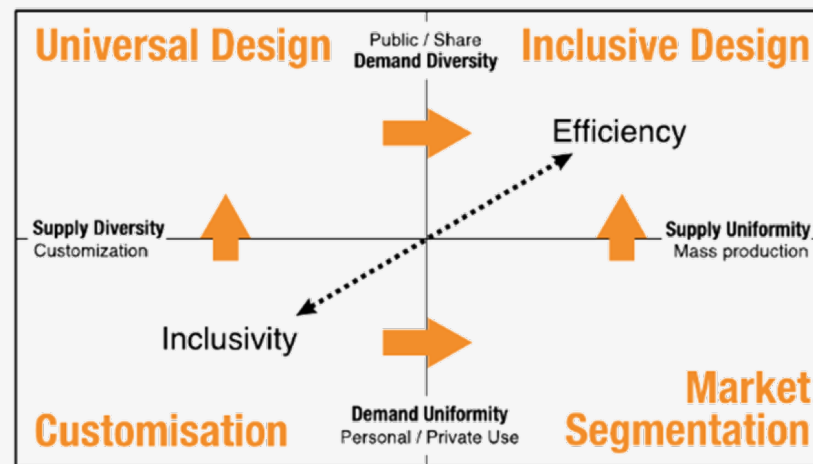 Universal Design
Public / Share
Demand Diversity
Inclusive Design
Efficiency
Supply Diversity
Customization
Supply Uniformity
Mass production
Inclusivity
Customisation
Demand Uniformity
Personal / Private Use
Market
Segmentation